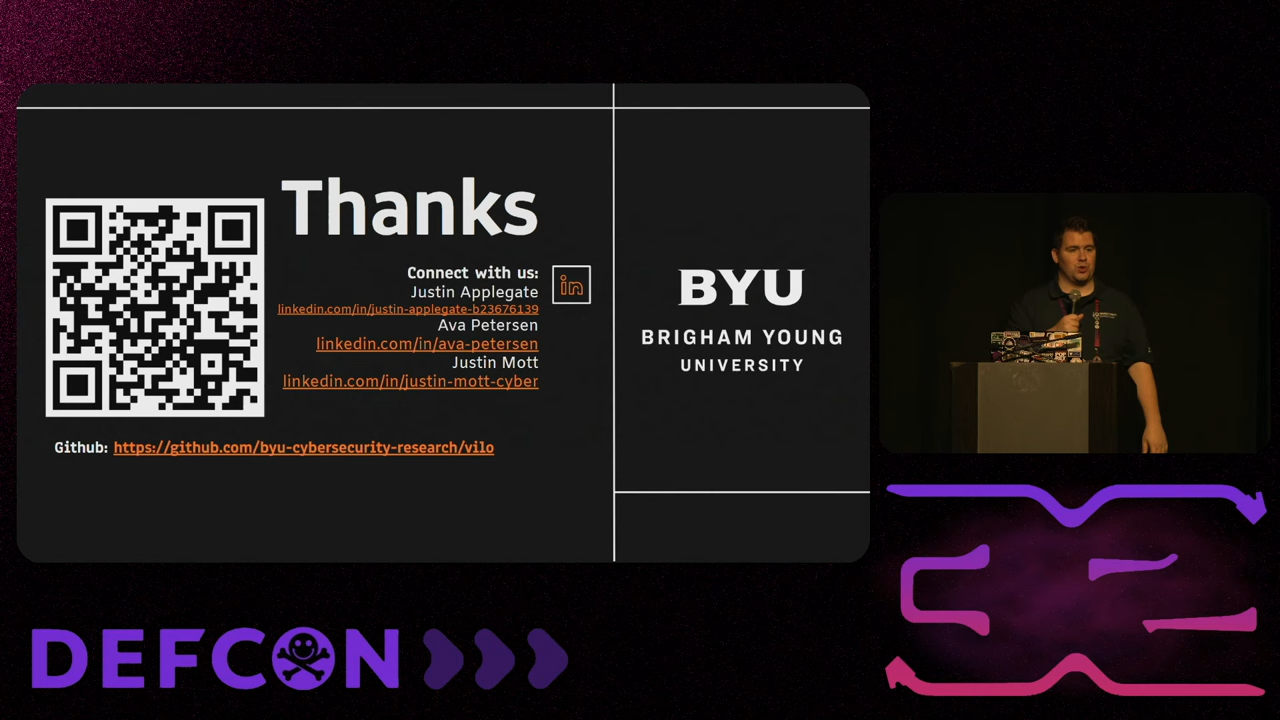 Thanks
Connect with us:
Justin Applegate
linkedin.com/in/justin-applegate-b23676139
Ava Petersen
linkedin.com/in/ava-petersen
Justin Mott
linkedin.com/in/justin-mott-cyber
Github: https://github.com/byu-cybersecurity-research/vilo
in
BYU
BRIGHAM YOUNG
UNIVERSITY
DEFCON